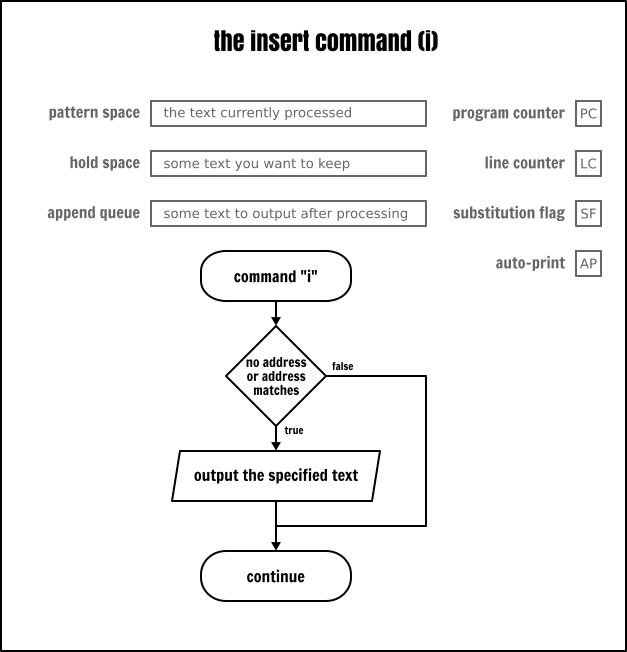 the insert command (i)
pattern space
the text currently processed
program counter
PC
hold space
some text you want to keep
line counter
LC
append queue
some text to output after processing
substitution flag
SF
auto-print
AP
command "i"
no address
or address
matches
false
true
output the specified text
continue